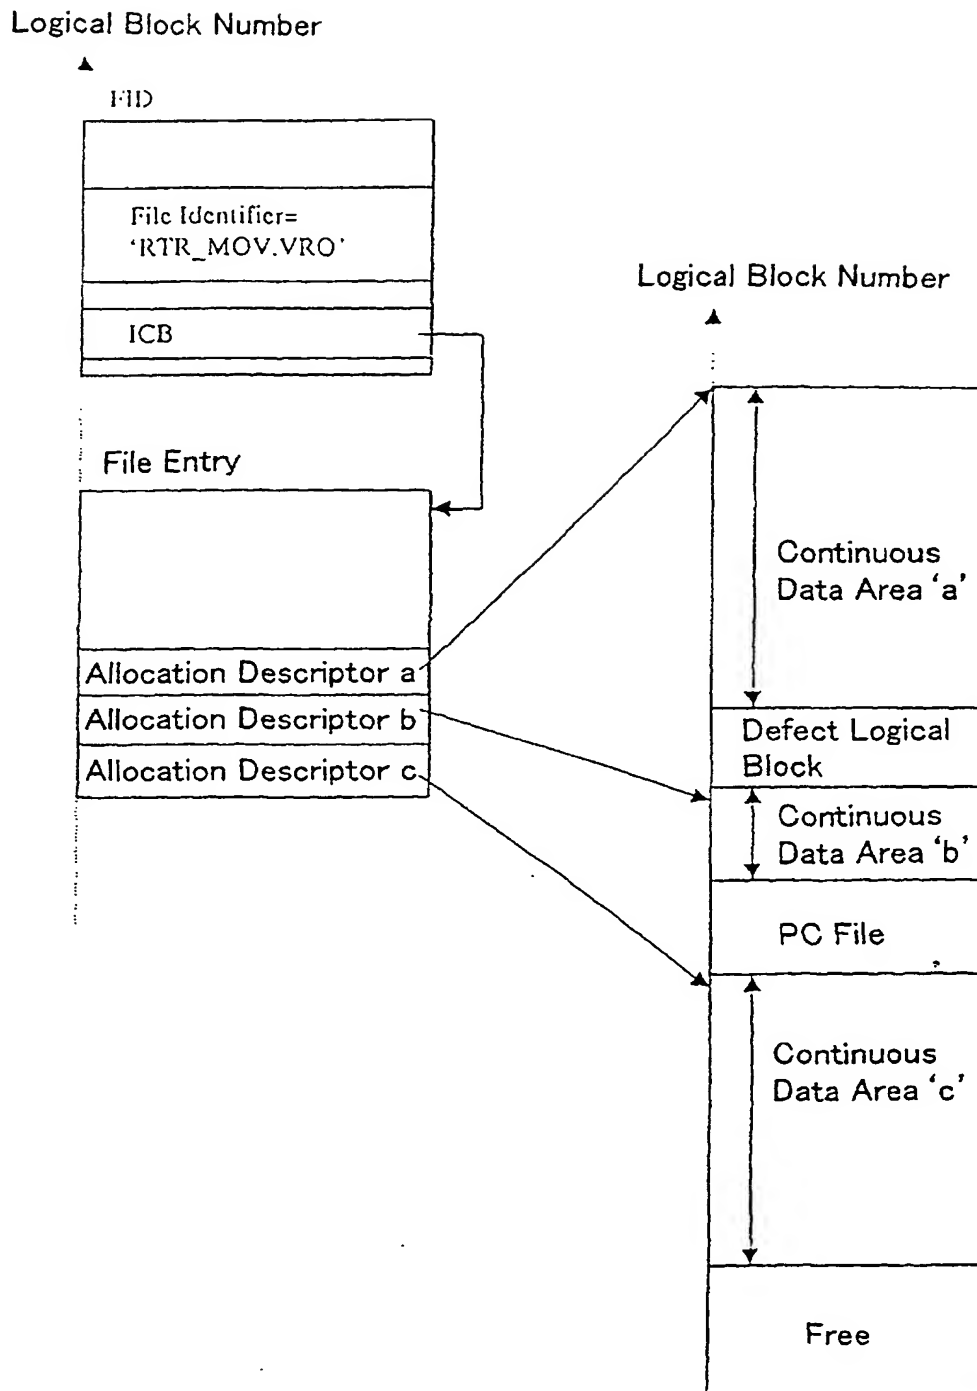 Logical Block Number
FID
File Identifier=
‘RTR_MOV.VRO’
ICB
File Entry
Allocation Descriptor a
Allocation Descriptor b
Allocation Descriptor c
Logical Block Number
Continuous
Data Area ‘a’
Defect Logical
Block
Continuous
Data Area ‘b’
PC File
Continuous
Data Area ‘c’
Free